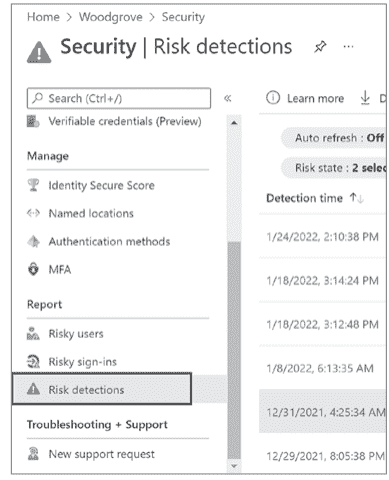 Home > Woodgrove > Security
Security | Risk detections
Search (Ctrl+/)
«
Verifiable credentials (Preview)
Manage
Identity Secure Score
Named locations
Authentication methods
MFA
Report
Risky users
Risky sign-ins
Risk detections
Troubleshooting + Support
New support request
Learn more
D
Auto refresh : Off
Risk state : 2 selec
Detection time ↑↓
1/24/2022, 2:10:38 PM
1/18/2022, 3:14:24 PM
1/18/2022, 3:12:48 PM
1/8/2022, 6:13:35 AM
12/31/2021, 4:25:34 AM
12/29/2021, 8:05:38 PM